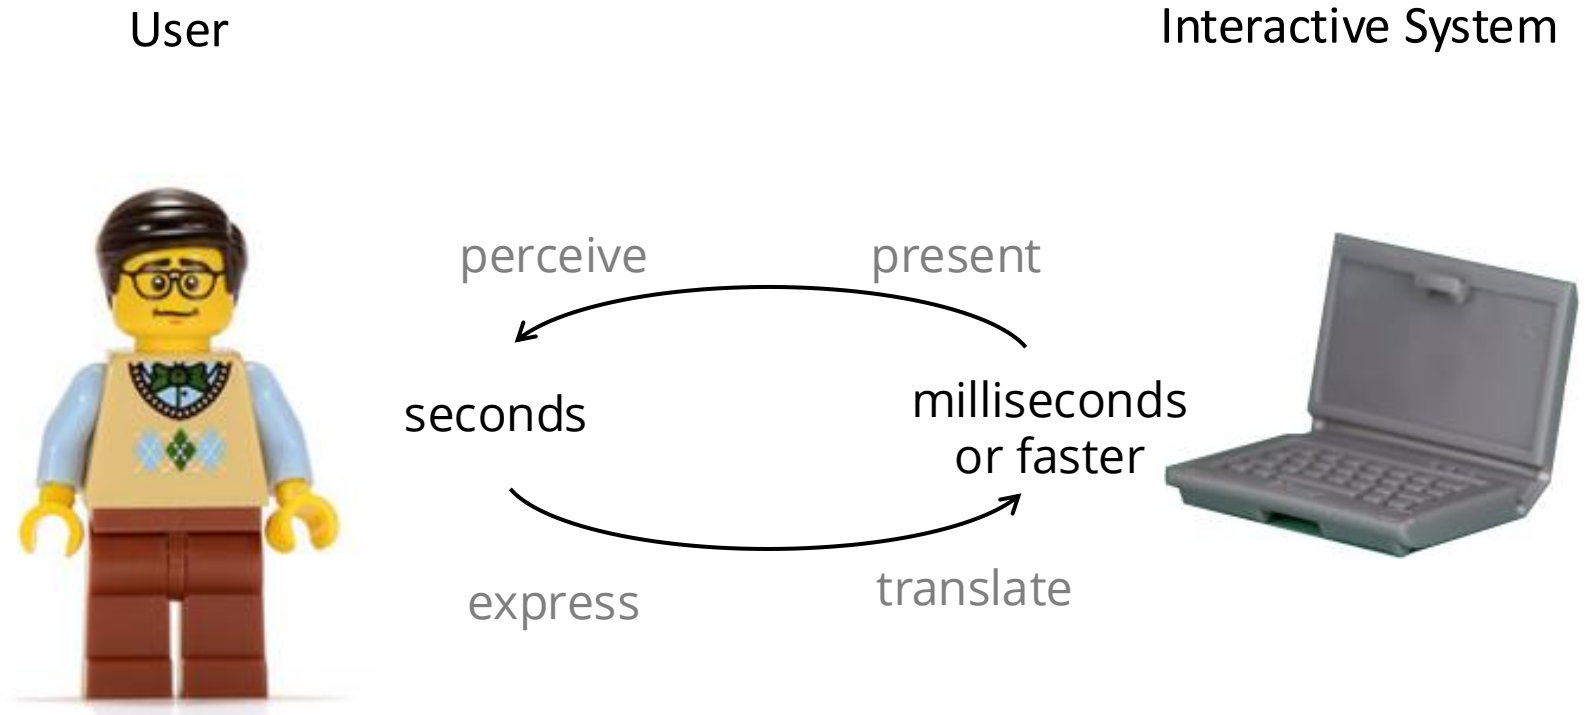 User
Interactive System
perceive
present
seconds
milliseconds
or faster
express
translate